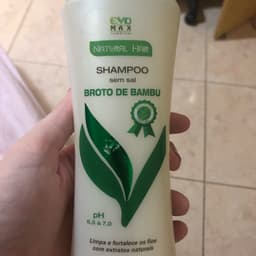 EVO
MAX
NATURAL HAIR
SHAMPOO
sem sal
BROTO DE BAMBU
pH
6,5 a 7,0
Limpa e fortalece os fios
com extratos naturais